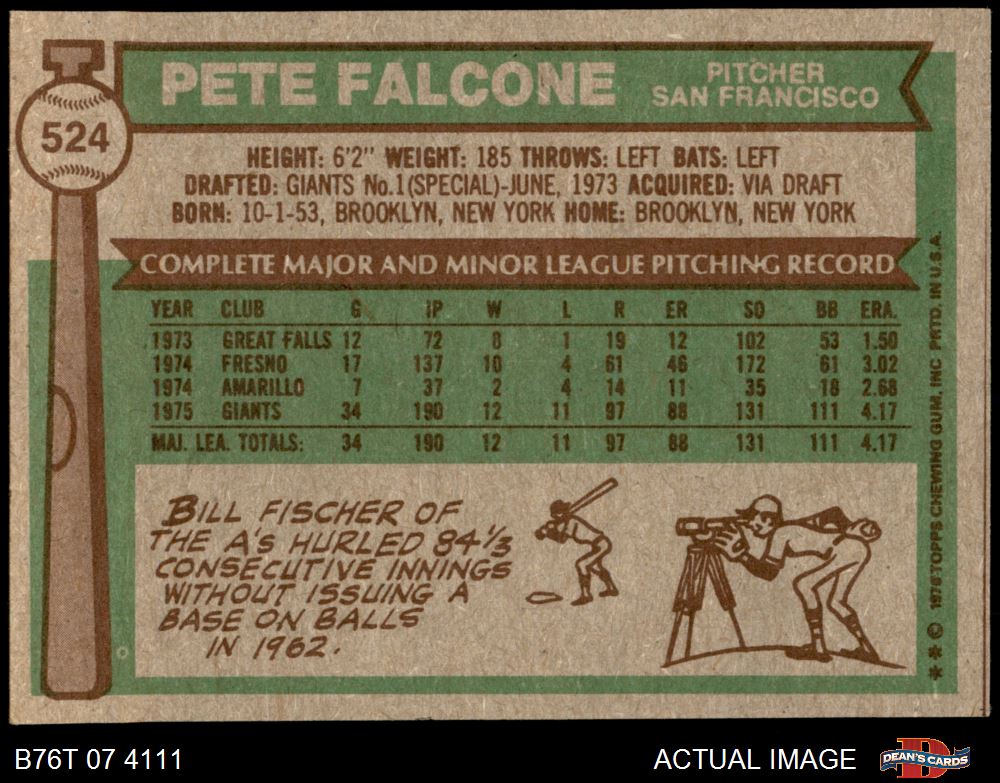 524
PETE FALCONE
PITCHER
SAN FRANCISCO
HEIGHT: 6'2" WEIGHT: 185 THROWS: LEFT BATS: LEFT
DRAFTED: GIANTS No.1(SPECIAL)-JUNE, 1973 ACQUIRED: VIA DRAFT
BORN: 10-1-53, BROOKLYN, NEW YORK HOME: BROOKLYN, NEW YORK
COMPLETE MAJOR AND MINOR LEAGUE PITCHING RECORD
YEAR CLUB G IP W L R ER SO BB ERA.
1973 GREAT FALLS 12 72 8 1 19 12 102 53 1.50
1974 FRESNO 17 137 10 4 61 46 172 61 3.02
1974 AMARILLO 7 37 2 4 14 11 35 18 2.68
1975 GIANTS 34 190 12 11 97 88 131 111 4.17
MAJ. LEA. TOTALS: 34 190 12 11 97 88 131 111 4.17
BILL FISCHER OF
THE A'S HURLED 84⅓
CONSECUTIVE INNINGS
WITHOUT ISSUING A
BASE ON BALLS
IN 1962.
** © 1976 TOPPS CHEWING GUM, INC PRTD. IN U.S.A.
B76T 07 4111
ACTUAL IMAGE
DEAN'S CARDS